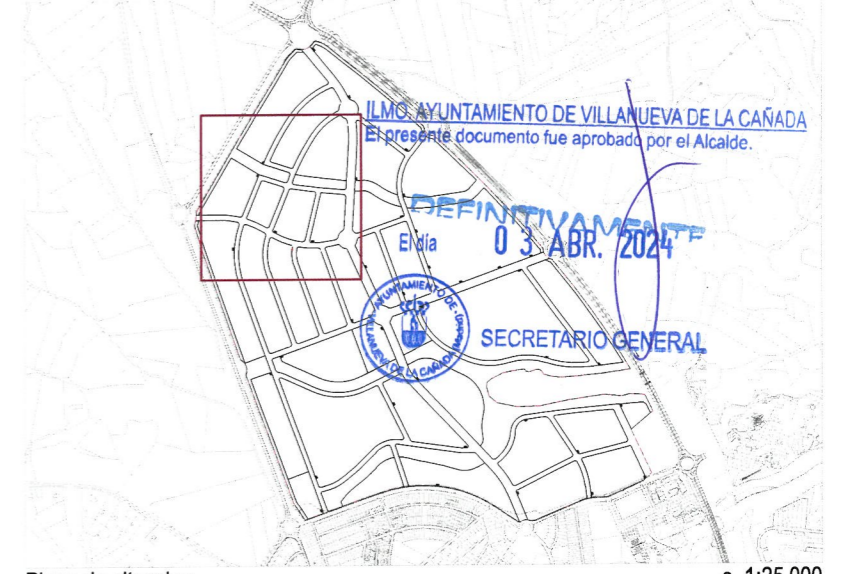 ILMO. AYUNTAMIENTO DE VILLANUEVA DE LA CAÑADA
El presente documento fue aprobado por el Alcalde.
DEFINITIVAMENTE
El día 03 ABR. 2024
AYUNTAMIENTO DE
VILLANUEVA DE LA CAÑADA (Madrid)
SECRETARIO GENERAL
1:25.000